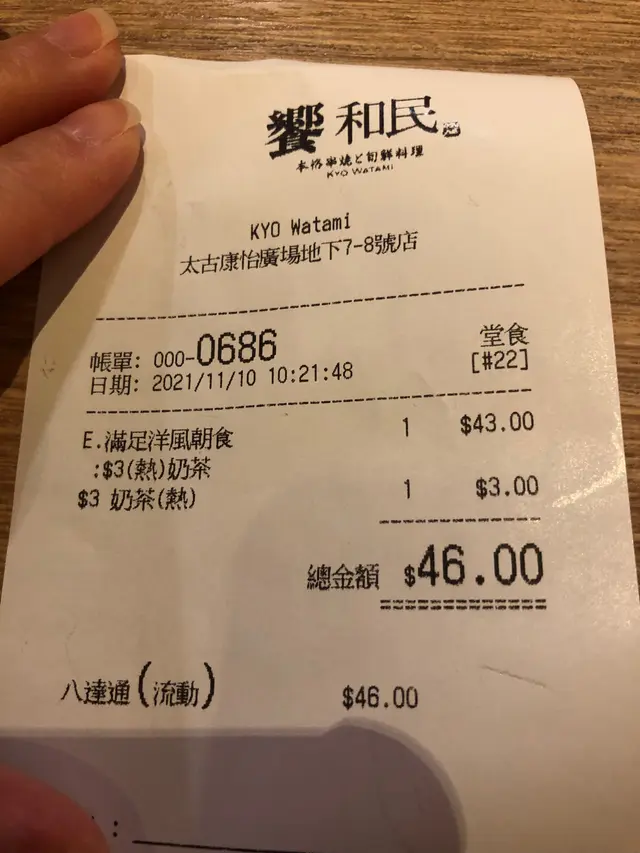 饗 和民
本格串燒と旬鮮料理
KYO WATAMI
KYO Watami
太古康怡廣場地下7-8號店
帳單: 000-0686 堂食
日期: 2021/11/10 10:21:48 [#22]
E.滿足洋風朝食 1 $43.00
:$3(熱)奶茶
$3 奶茶(熱) 1 $3.00
總金額 $46.00
八達通(流動) $46.00
: